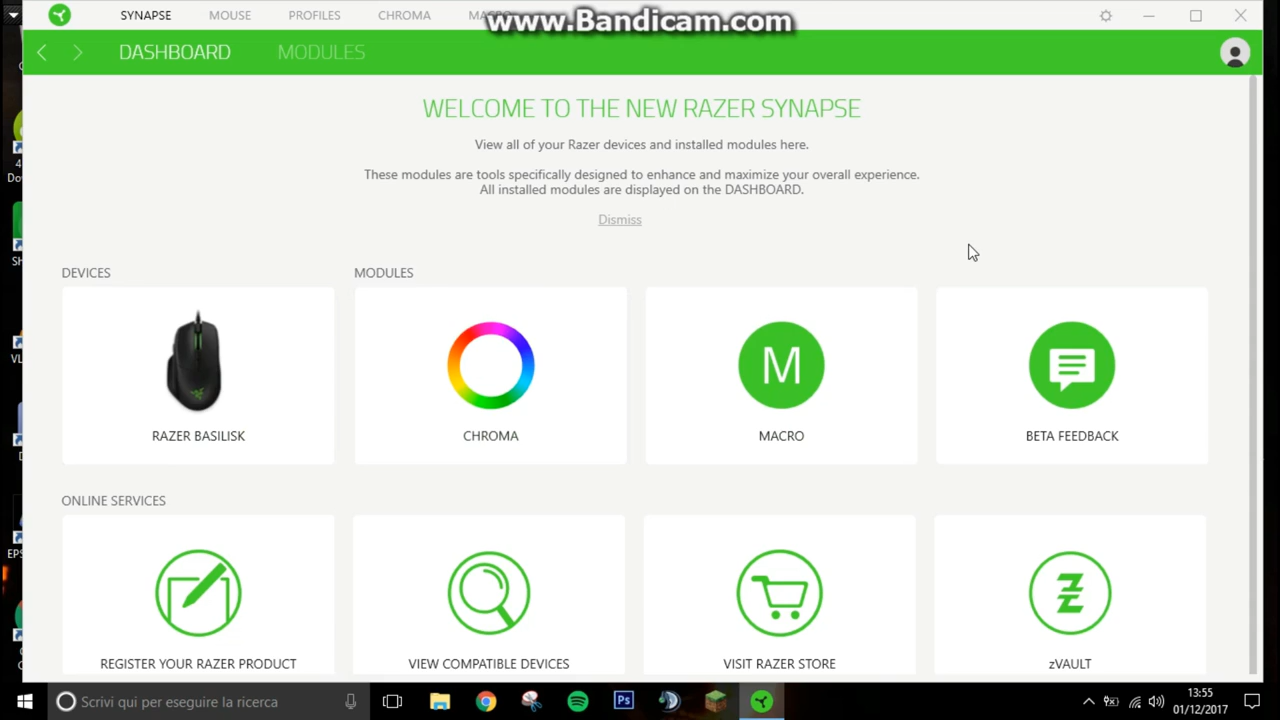 SYNAPSE MOUSE PROFILES CHROMA
www.Bandicam.com
DASHBOARD MODULES
WELCOME TO THE NEW RAZER SYNAPSE
View all of your Razer devices and installed modules here.
These modules are tools specifically designed to enhance and maximize your overall experience.
All installed modules are displayed on the DASHBOARD.
Dismiss
DEVICES MODULES
RAZER BASILISK CHROMA MACRO BETA FEEDBACK
M
ONLINE SERVICES
REGISTER YOUR RAZER PRODUCT VIEW COMPATIBLE DEVICES VISIT RAZER STORE zVAULT
Scrivi qui per eseguire la ricerca
Ps
13:55
01/12/2017